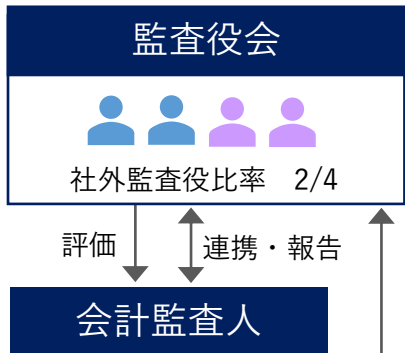 監査役会
社外監査役比率 2/4
評価
連携・報告
会計監査人